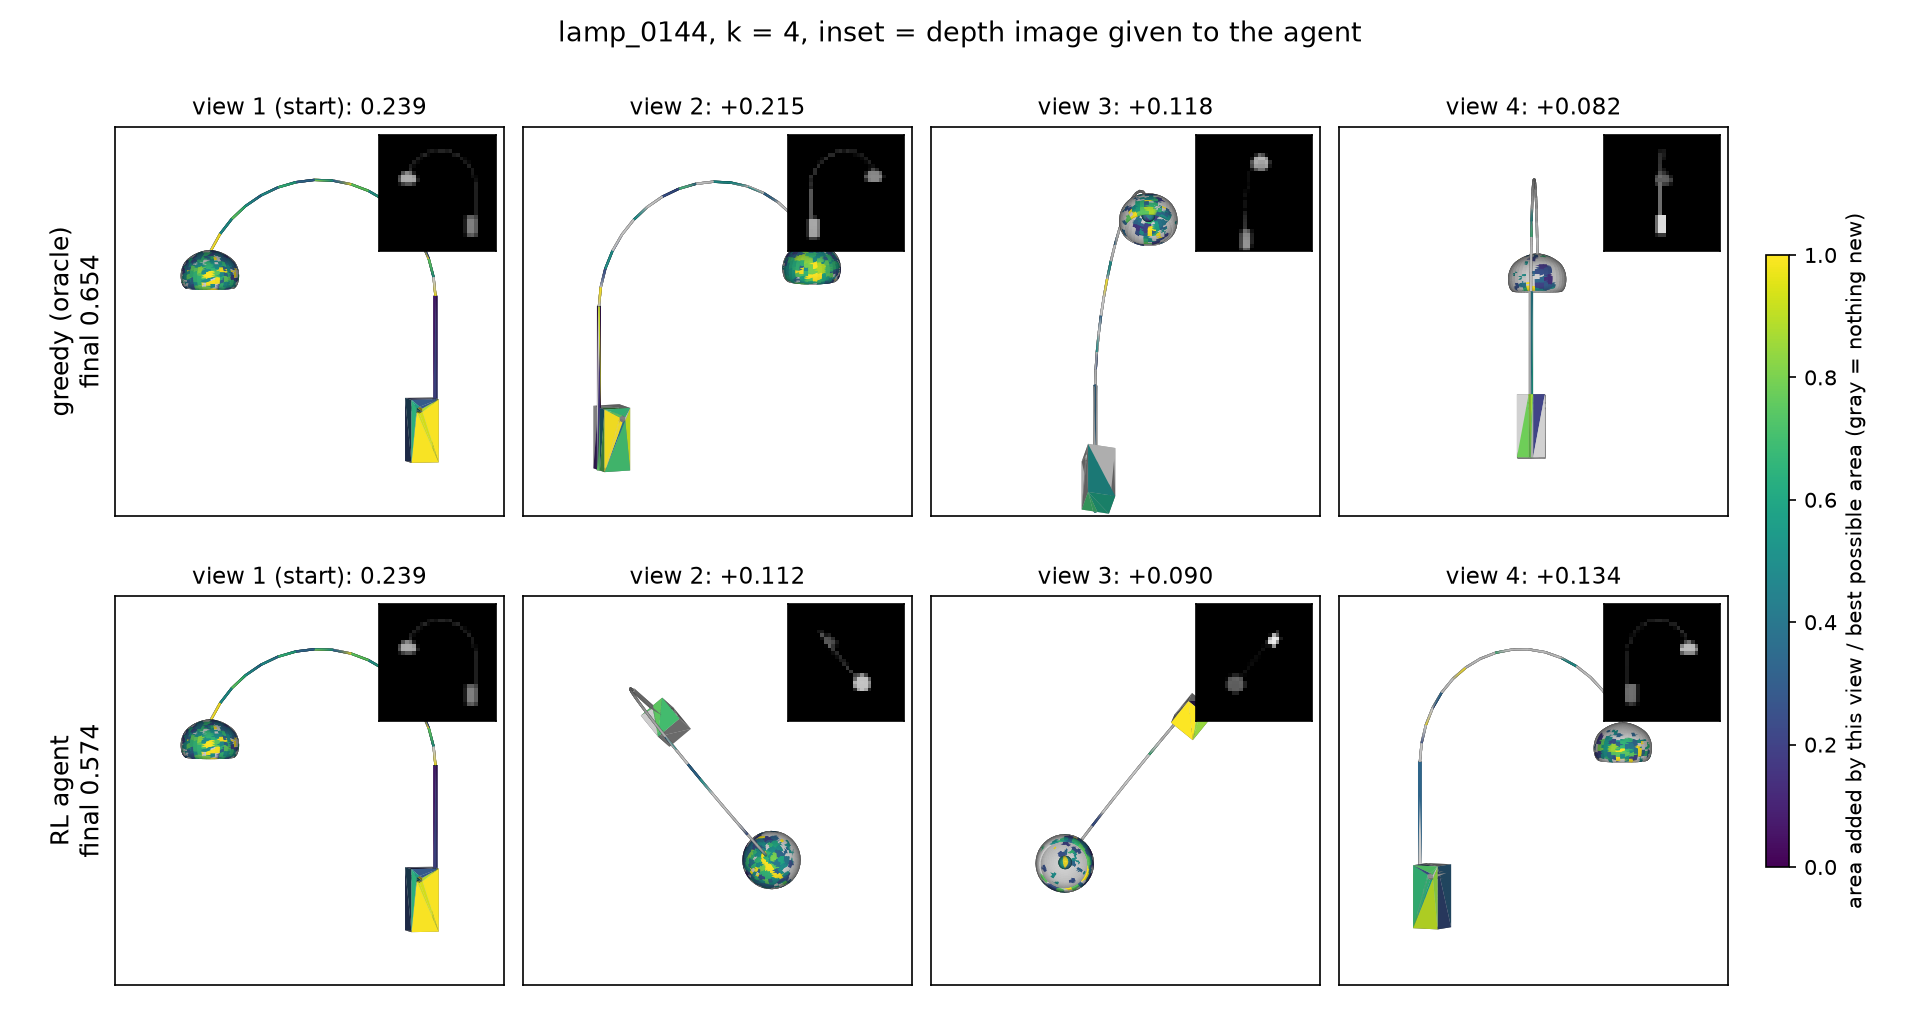 lamp_0144, k = 4, inset = depth image given to the agent
greedy (oracle)
final 0.654
view 1 (start): 0.239
view 2: +0.215
view 3: +0.118
view 4: +0.082
RL agent
final 0.574
view 1 (start): 0.239
view 2: +0.112
view 3: +0.090
view 4: +0.134
1.0
0.8
0.6
0.4
0.2
0.0
area added by this view / best possible area (gray = nothing new)